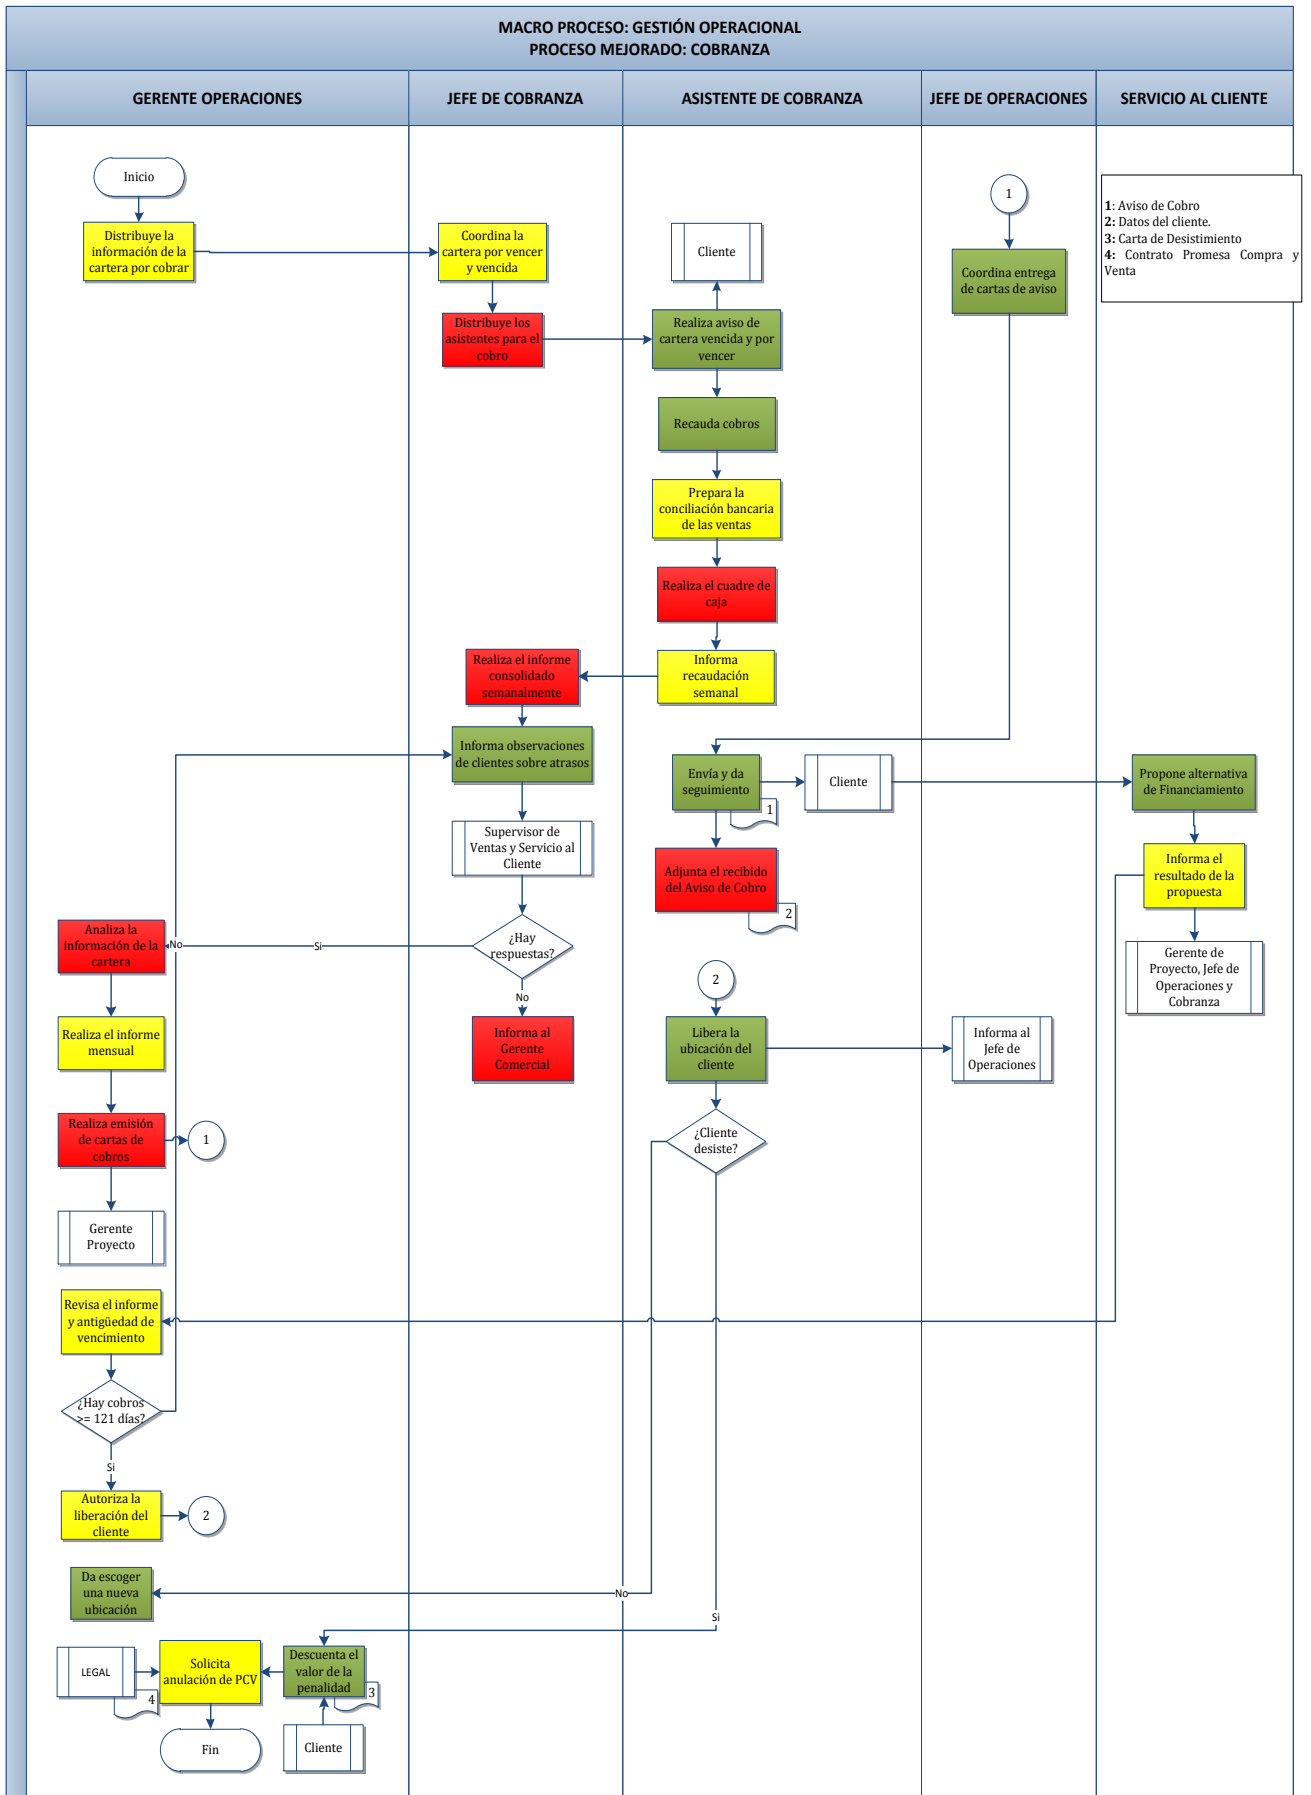 MACRO PROCESO: GESTIÓN OPERACIONAL
PROCESO MEJORADO: COBRANZA
GERENTE OPERACIONES
JEFE DE COBRANZA
ASISTENTE DE COBRANZA
JEFE DE OPERACIONES
SERVICIO AL CLIENTE
Inicio
1
1: Aviso de Cobro
2: Datos del cliente.
3: Carta de Desistimiento
4: Contrato Promesa Compra y
Venta
Distribuye la
información de la
cartera por cobrar
Coordina la
cartera por vencer
y vencida
Cliente
Coordina entrega
de cartas de aviso
Distribuye los
asistentes para el
cobro
Realiza aviso de
cartera vencida y por
vencer
Recauda cobros
Prepara la
conciliación bancaria
de las ventas
Realiza el cuadre de
caja
Realiza el informe
consolidado
semanalmente
Informa
recaudación
semanal
Informa observaciones
de clientes sobre atrasos
Envía y da
seguimiento
1
Cliente
Propone alternativa
de Financiamiento
Supervisor de
Ventas y Servicio al
Cliente
Adjunta el recibido
del Aviso de Cobro
2
Informa el
resultado de la
propuesta
Analiza la
información de la
cartera
No
Si
¿Hay
respuestas?
No
Gerente de
Proyecto, Jefe de
Operaciones y
Cobranza
2
Realiza el informe
mensual
Informa al
Gerente
Comercial
Libera la
ubicación del
cliente
Informa al
Jefe de
Operaciones
Realiza emisión
de cartas de
cobros
1
¿Cliente
desiste?
Gerente
Proyecto
Revisa el informe
y antigüedad de
vencimiento
¿Hay cobros
>= 121 días?
Si
Autoriza la
liberación del
cliente
2
Da escoger
una nueva
ubicación
No
Si
LEGAL
4
Solicita
anulación de PCV
Descuenta el
valor de la
penalidad
3
Fin
Cliente